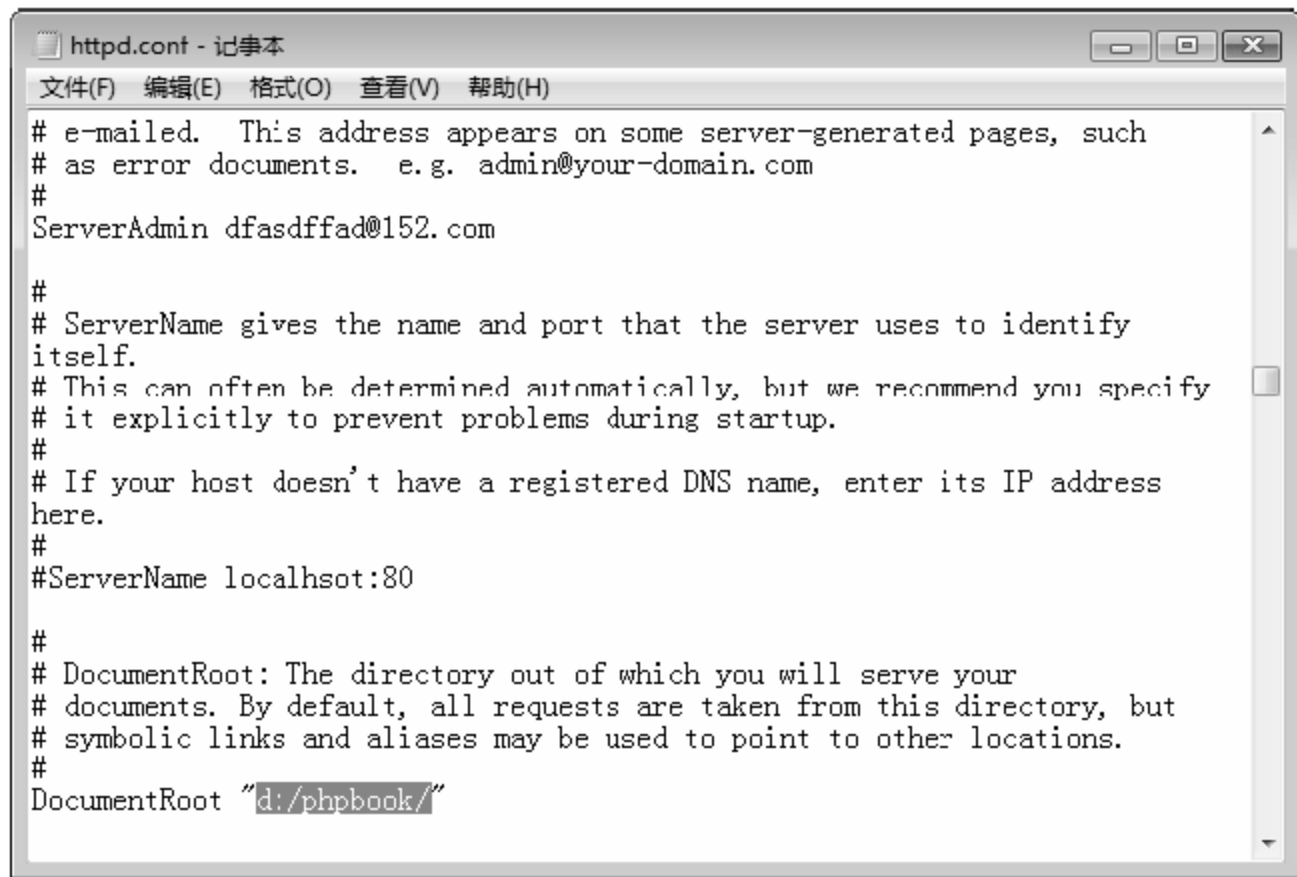 httpd.conf - 记事本
文件(F) 编辑(E) 格式(O) 查看(V) 帮助(H)
# e-mailed.  This address appears on some server-generated pages, such
# as error documents.  e.g. admin@your-domain.com
#
ServerAdmin dfasdffad@152.com
#
# ServerName gives the name and port that the server uses to identify
itself.
# This can often be determined automatically, but we recommend you specify
# it explicitly to prevent problems during startup.
#
# If your host doesn't have a registered DNS name, enter its IP address
here.
#
#ServerName localhsot:80
#
# DocumentRoot: The directory out of which you will serve your
# documents. By default, all requests are taken from this directory, but
# symbolic links and aliases may be used to point to other locations.
#
DocumentRoot "d:/phpbook/"